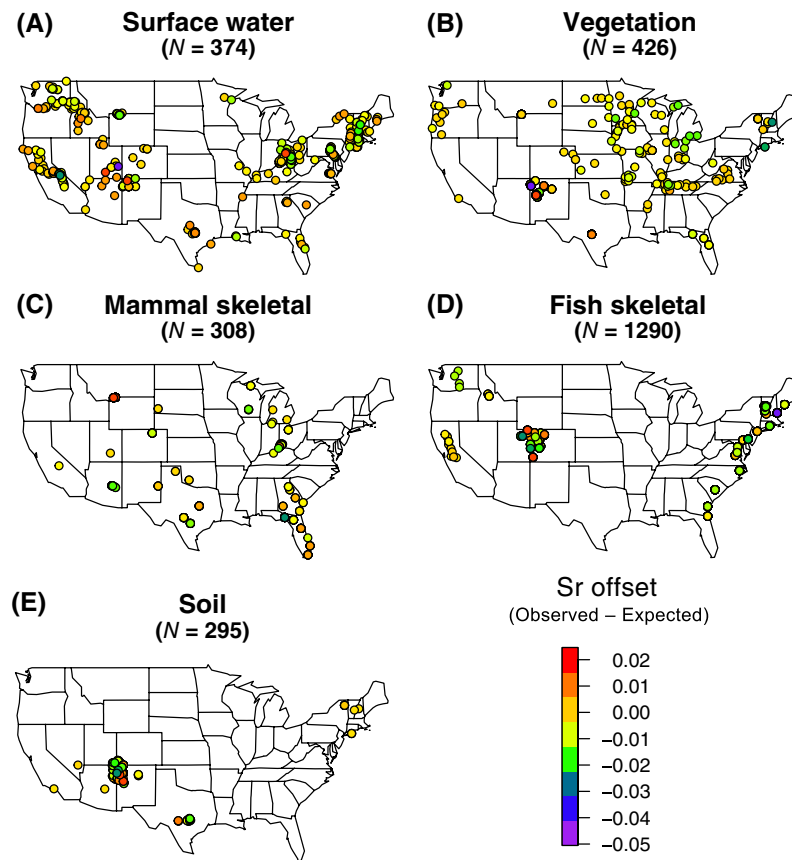 (A) Surface water
(N = 374)
(B) Vegetation
(N = 426)
(C) Mammal skeletal
(N = 308)
(D) Fish skeletal
(N = 1290)
(E) Soil
(N = 295)
Sr offset
(Observed – Expected)
0.02
0.01
0.00
−0.01
−0.02
−0.03
−0.04
−0.05